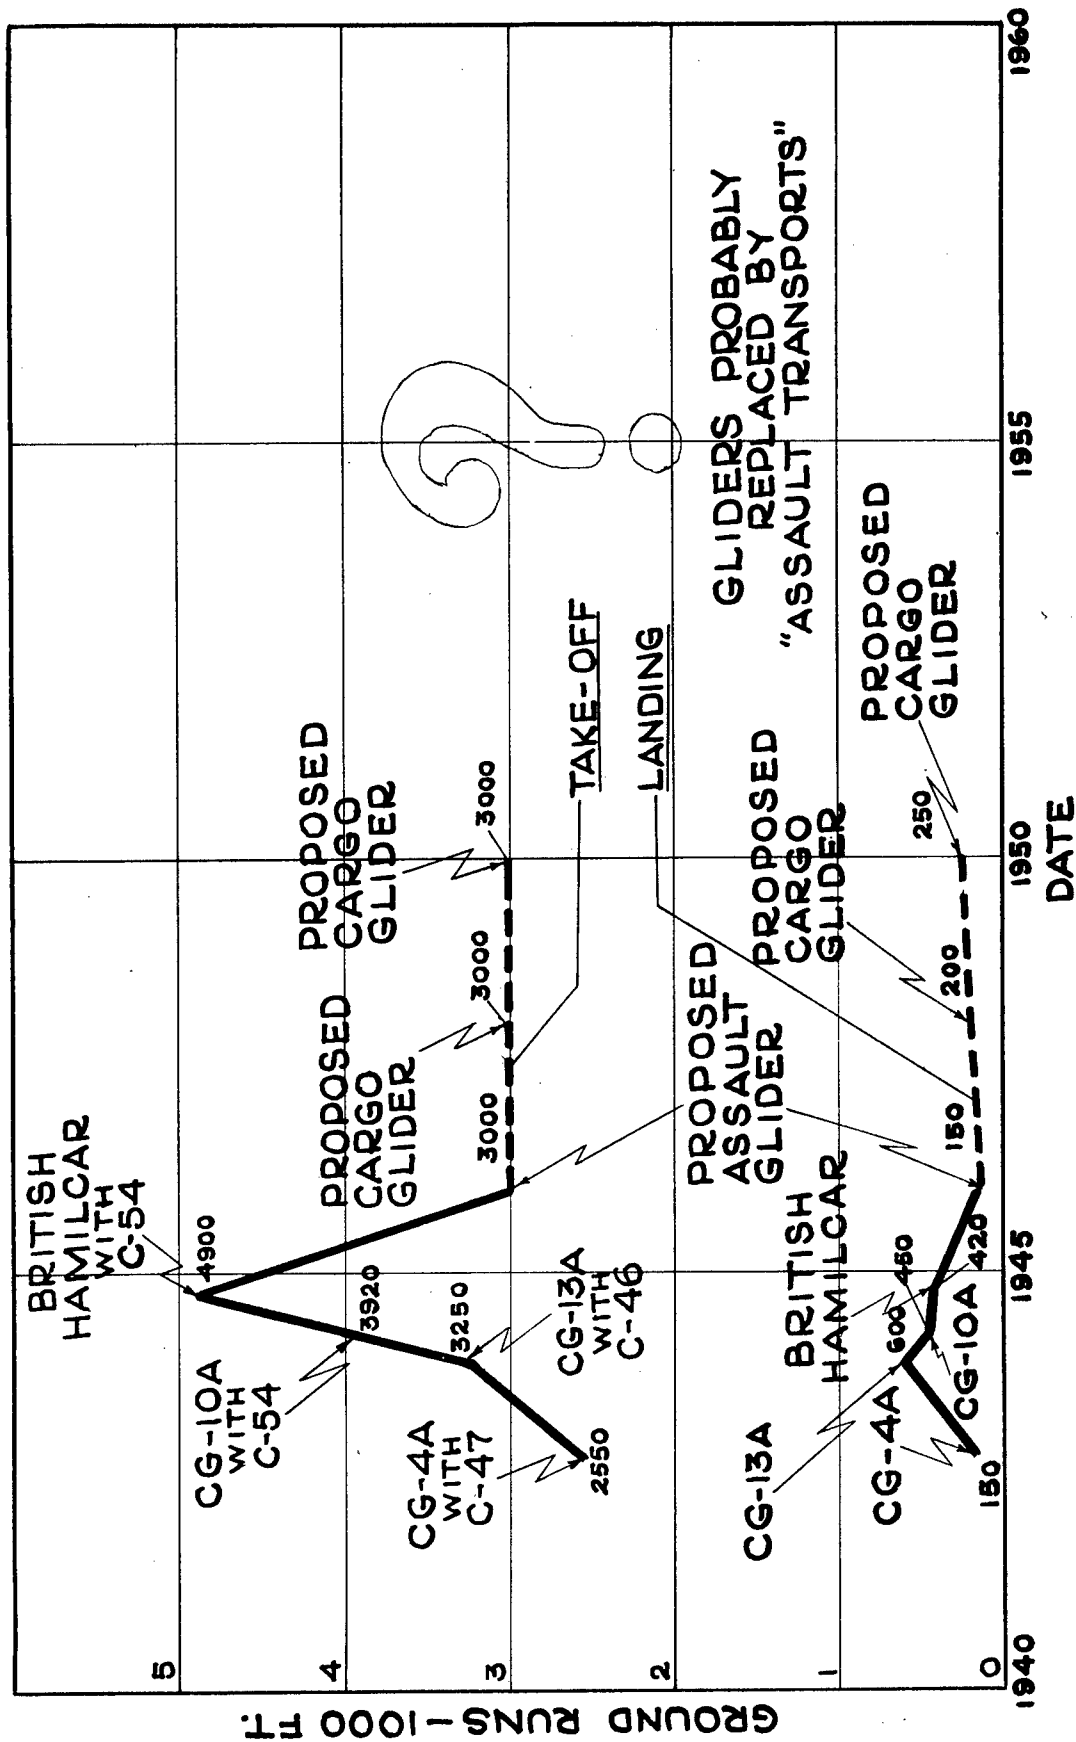 GROUND RUNS-1000 FT.
5
4
3
2
1
0
BRITISH
HAMILCAR
WITH
C-54
4900
CG-10A
WITH
C-54
3920
CG-4A
WITH
C-47
2550
3250
CG-13A
WITH
C-46
PROPOSED
CARGO
GLIDER
3000
PROPOSED
CARGO
GLIDER
3000
3000
TAKE-OFF
LANDING
PROPOSED
ASSAULT
GLIDER
GLIDERS PROBABLY
REPLACED BY
"ASSAULT TRANSPORTS"
?
CG-13A
CG-4A
150
BRITISH
HAMILCAR
600
450
CG-10A
420
150
PROPOSED
CARGO
GLIDER
200
PROPOSED
CARGO
GLIDER
250
1940
1945
1950
1955
1960
DATE